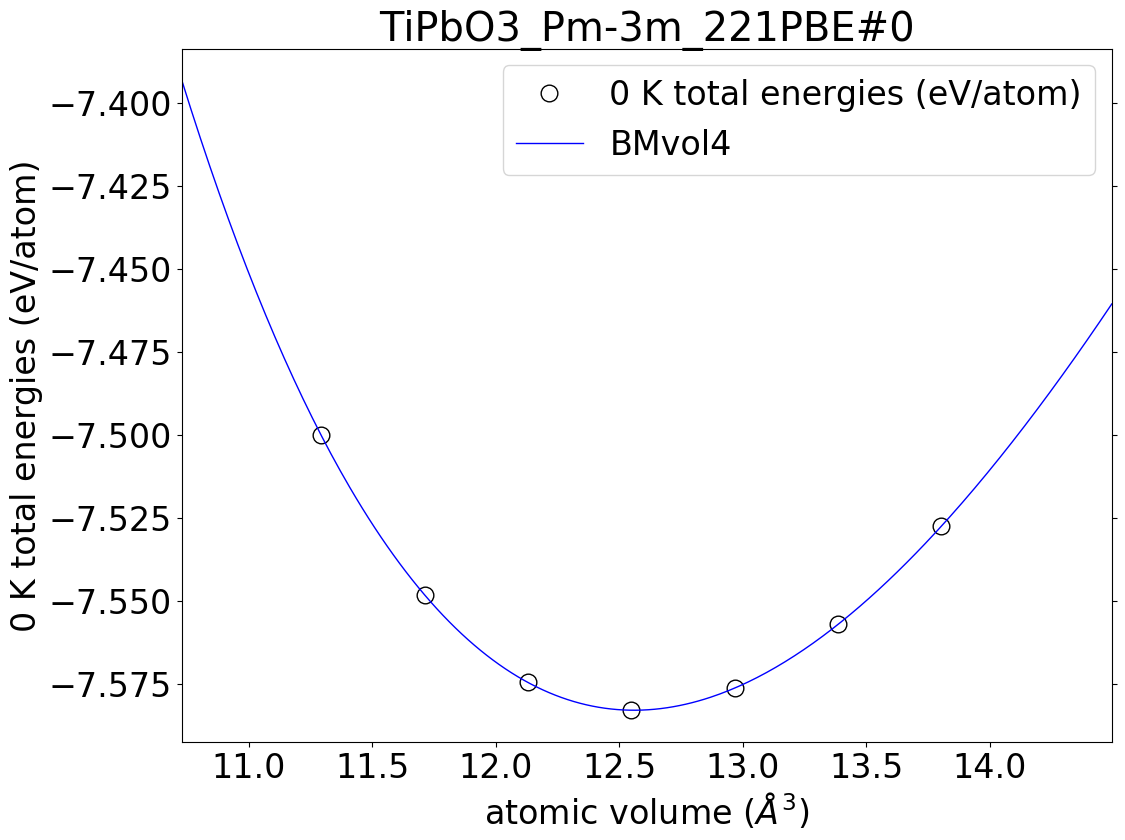 TiPbO3_Pm-3m_221PBE#0
0 K total energies (eV/atom)
BMvol4
0 K total energies (eV/atom)
−7.400
−7.425
−7.450
−7.475
−7.500
−7.525
−7.550
−7.575
11.0 11.5 12.0 12.5 13.0 13.5 14.0
atomic volume (Å³)